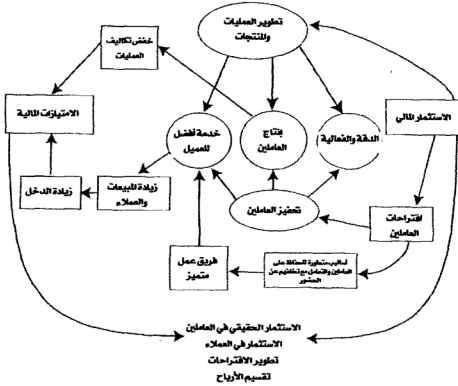 تطوير العمليات
والمنتجات
خفض تكاليف
العمليات
الامتيازات المالية
الاستثمار المالي
خدمة أفضل
للعميل
إنتاج
العاملين
الدقة والفعالية
زيادة الدخل
زيادة المبيعات
والعملاء
تحفيز العاملين
اقتراحات
العاملين
فريق عمل
متميز
أساليب متطورة للحفاظ على
العاملين والتعامل مع تخلفهم عن
الحضور
الاستثمار الحقيقي في العاملين
الاستثمار في العملاء
تطوير الاقتراحات
تقسيم الأرباح